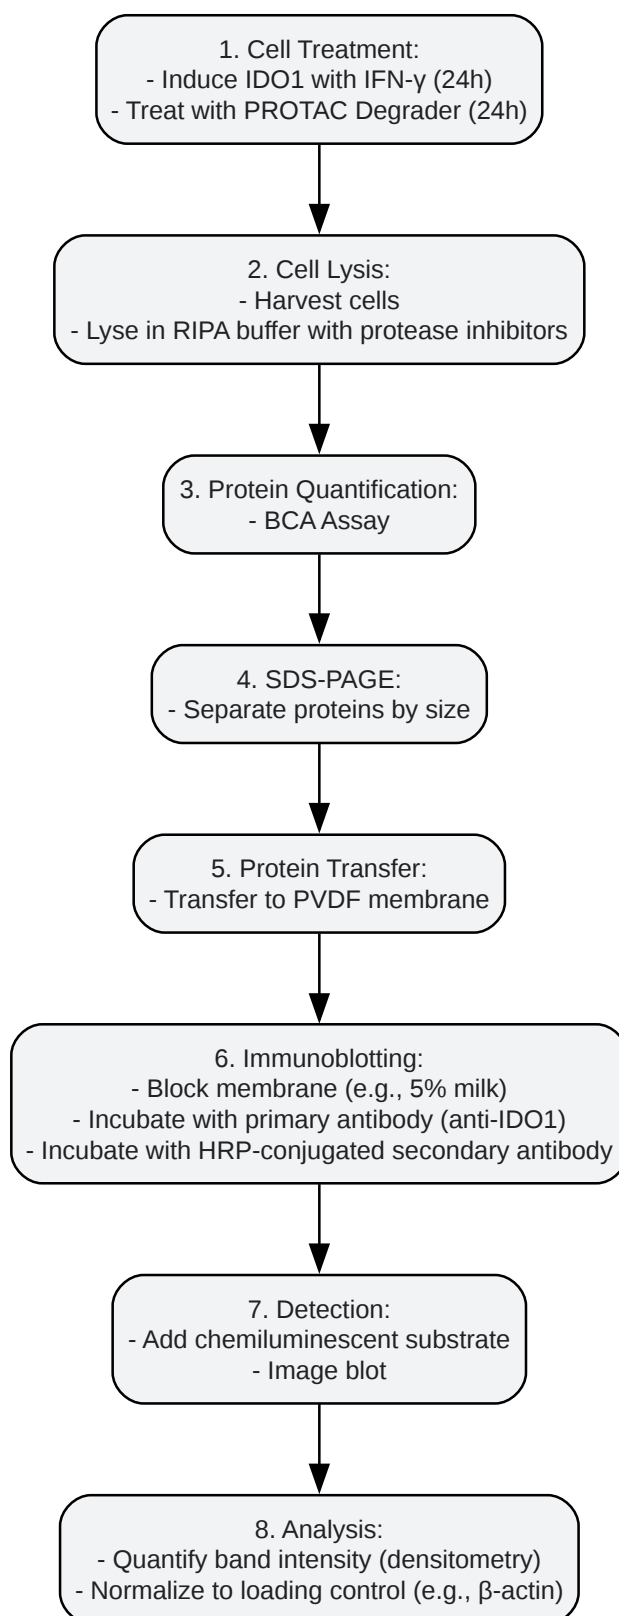 1. Cell Treatment:
- Induce IDO1 with IFN-γ (24h)
- Treat with PROTAC Degrader (24h)
2. Cell Lysis:
- Harvest cells
- Lyse in RIPA buffer with protease inhibitors
3. Protein Quantification:
- BCA Assay
4. SDS-PAGE:
- Separate proteins by size
5. Protein Transfer:
- Transfer to PVDF membrane
6. Immunoblotting:
- Block membrane (e.g., 5% milk)
- Incubate with primary antibody (anti-IDO1)
- Incubate with HRP-conjugated secondary antibody
7. Detection:
- Add chemiluminescent substrate
- Image blot
8. Analysis:
- Quantify band intensity (densitometry)
- Normalize to loading control (e.g., β-actin)